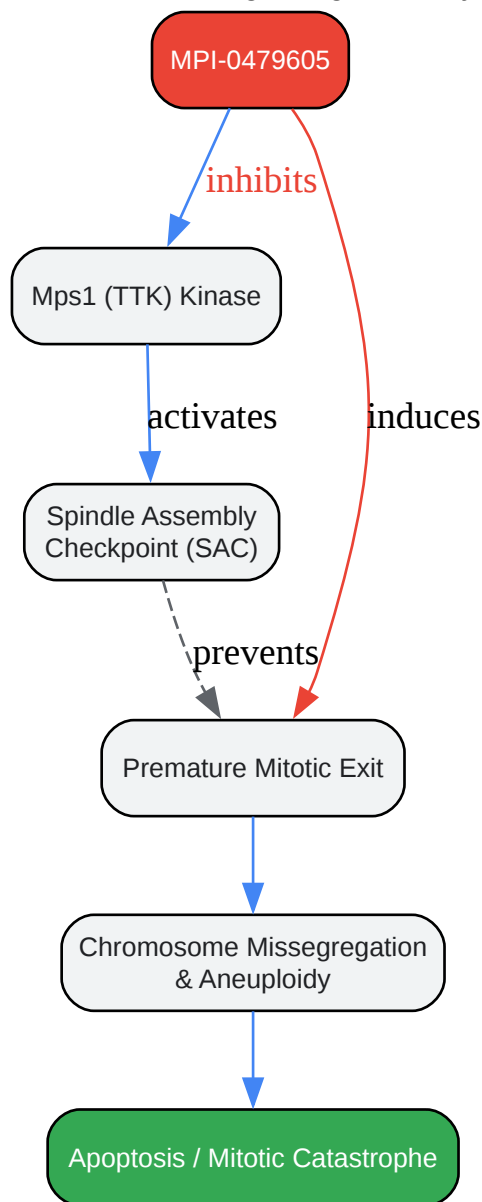 MPI-0479605
inhibits
Mps1 (TTK) Kinase
activates
induces
Spindle Assembly
Checkpoint (SAC)
prevents
Premature Mitotic Exit
Chromosome Missegregation
& Aneuploidy
Apoptosis / Mitotic Catastrophe